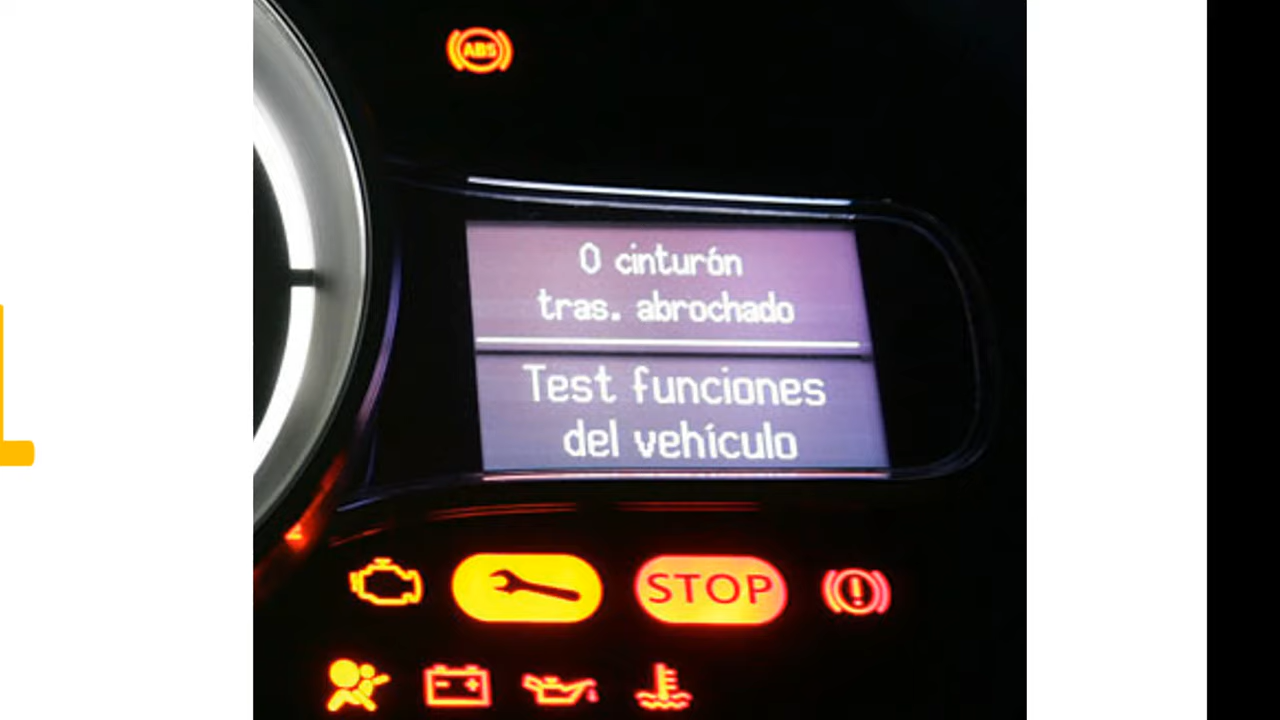 ABS
0 cinturón
tras. abrochado
Test funciones
del vehículo
STOP